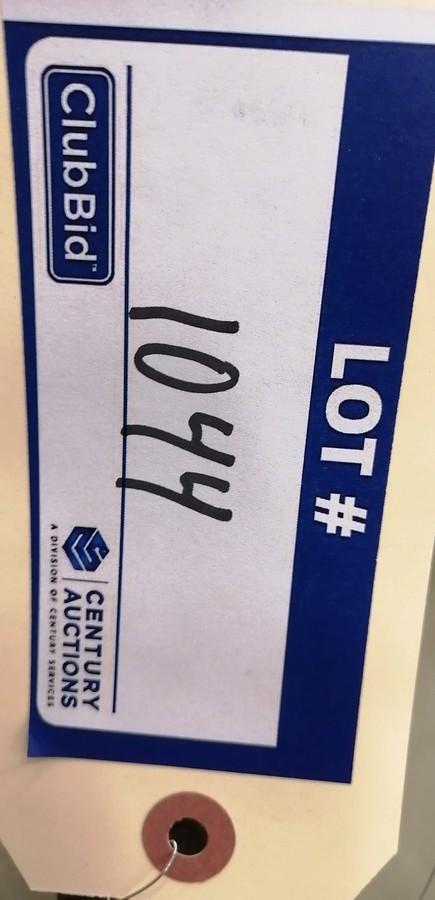 LOT #
1044
ClubBid™
CENTURY
AUCTIONS
A DIVISION OF CENTURY SERVICES